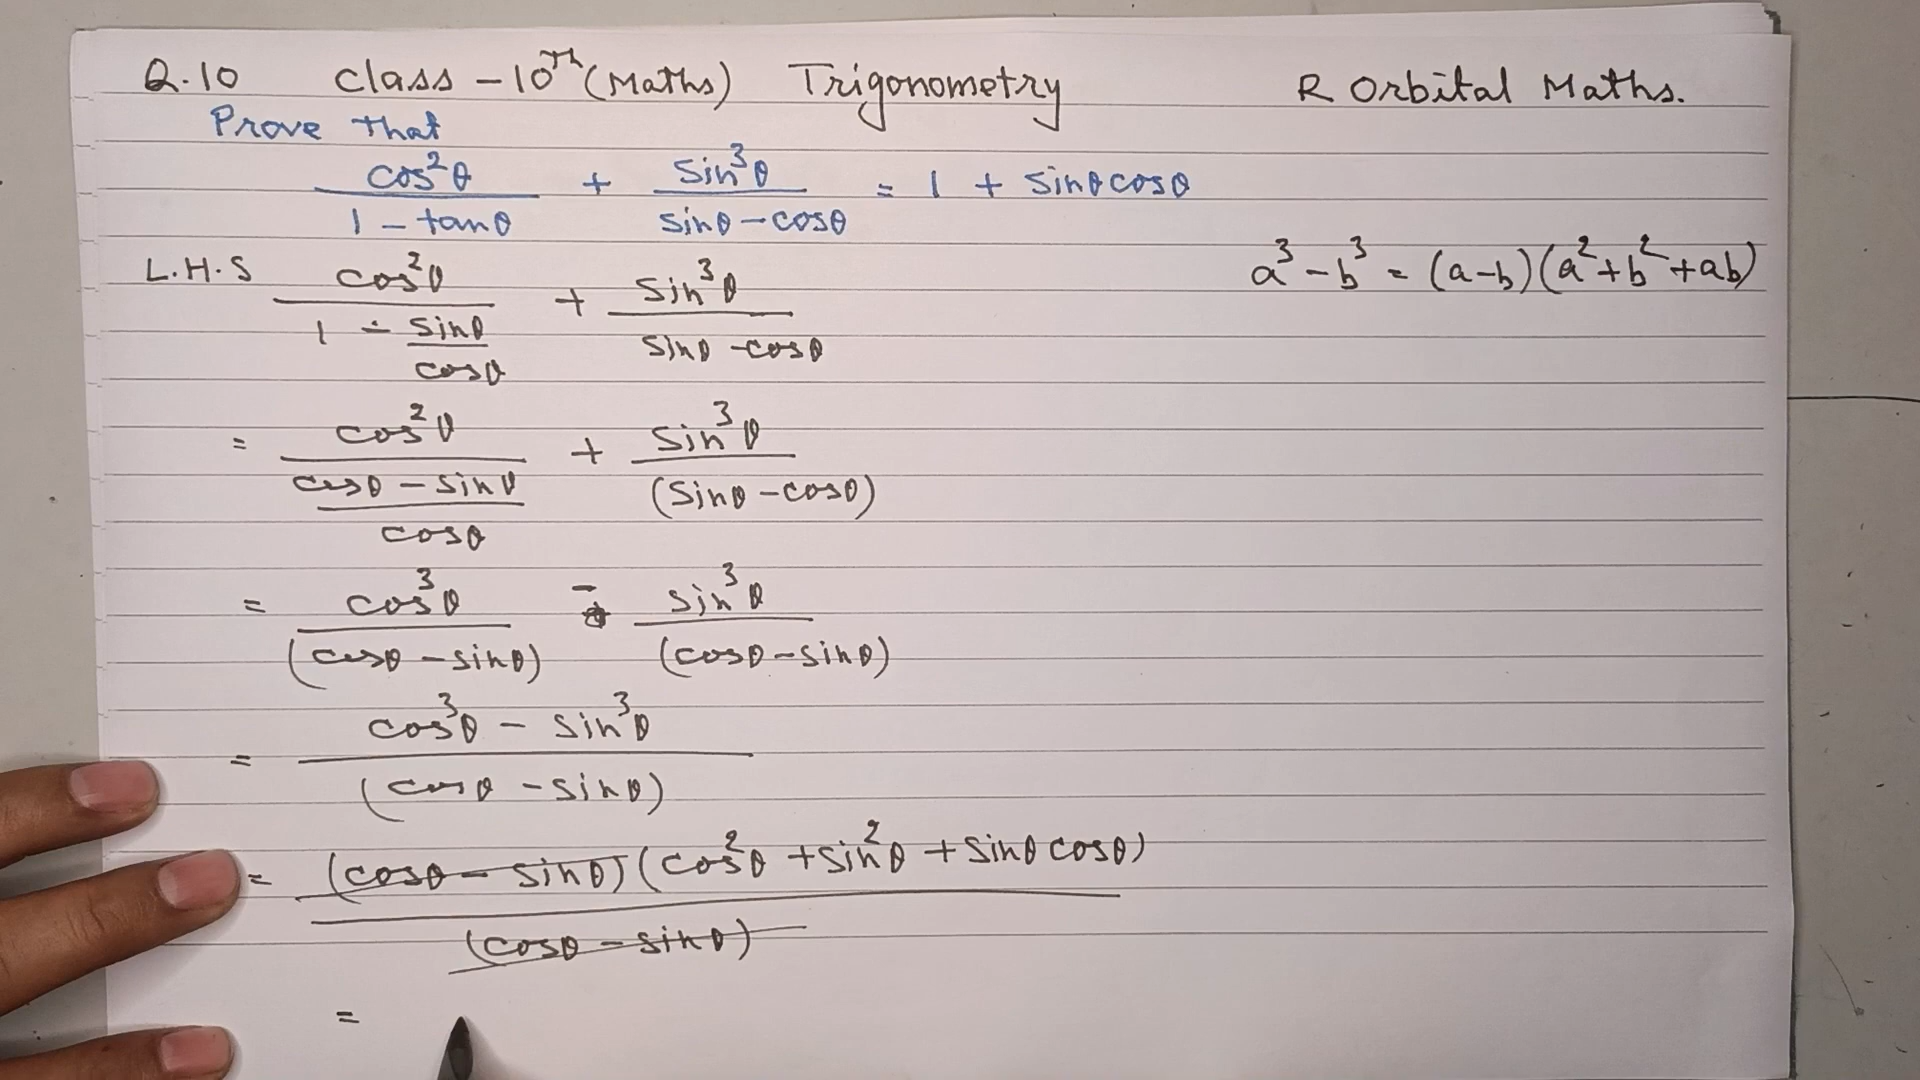 Q.10 Class - 10th (Maths) Trigonometry R Orbital Maths.
Prove that
cos²θ / 1 - tanθ + sin³θ / sinθ - cosθ = 1 + sinθcosθ
L.H.S cos²θ / 1 - sinθ/cosθ + sin³θ / sinθ - cosθ
a³ - b³ = (a-b)(a²+b²+ab)
= cos²θ / cosθ - sinθ / cosθ + sin³θ / (sinθ - cosθ)
= cos³θ / (cosθ - sinθ) - sin³θ / (cosθ - sinθ)
= cos³θ - sin³θ / (cosθ - sinθ)
= (cosθ - sinθ)(cos²θ + sin²θ + sinθ cosθ) / (cosθ - sinθ)
=